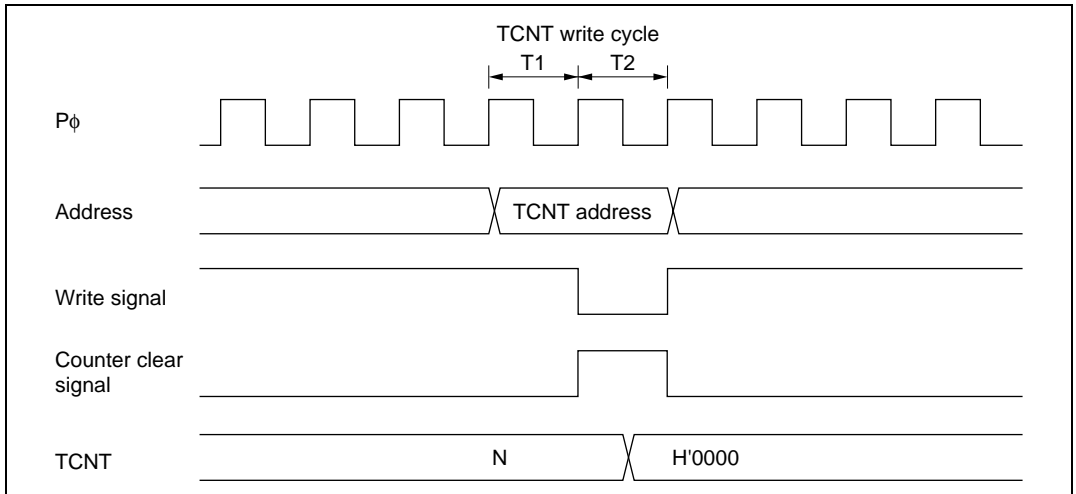 TCNT write cycle
T1 T2
Pφ
Address
TCNT address
Write signal
Counter clear
signal
TCNT
N
H'0000